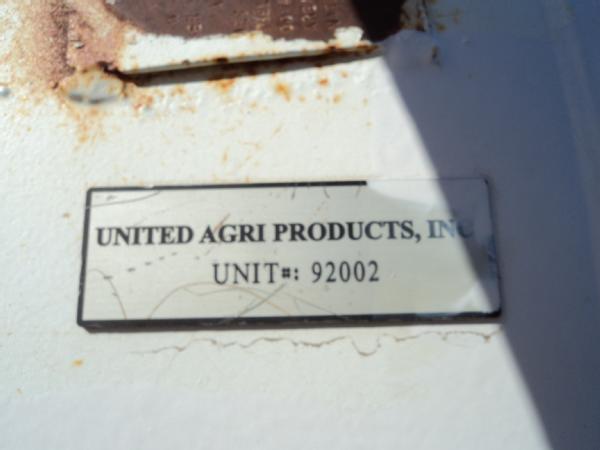 UNITED AGRI PRODUCTS, INC
UNIT#: 92002